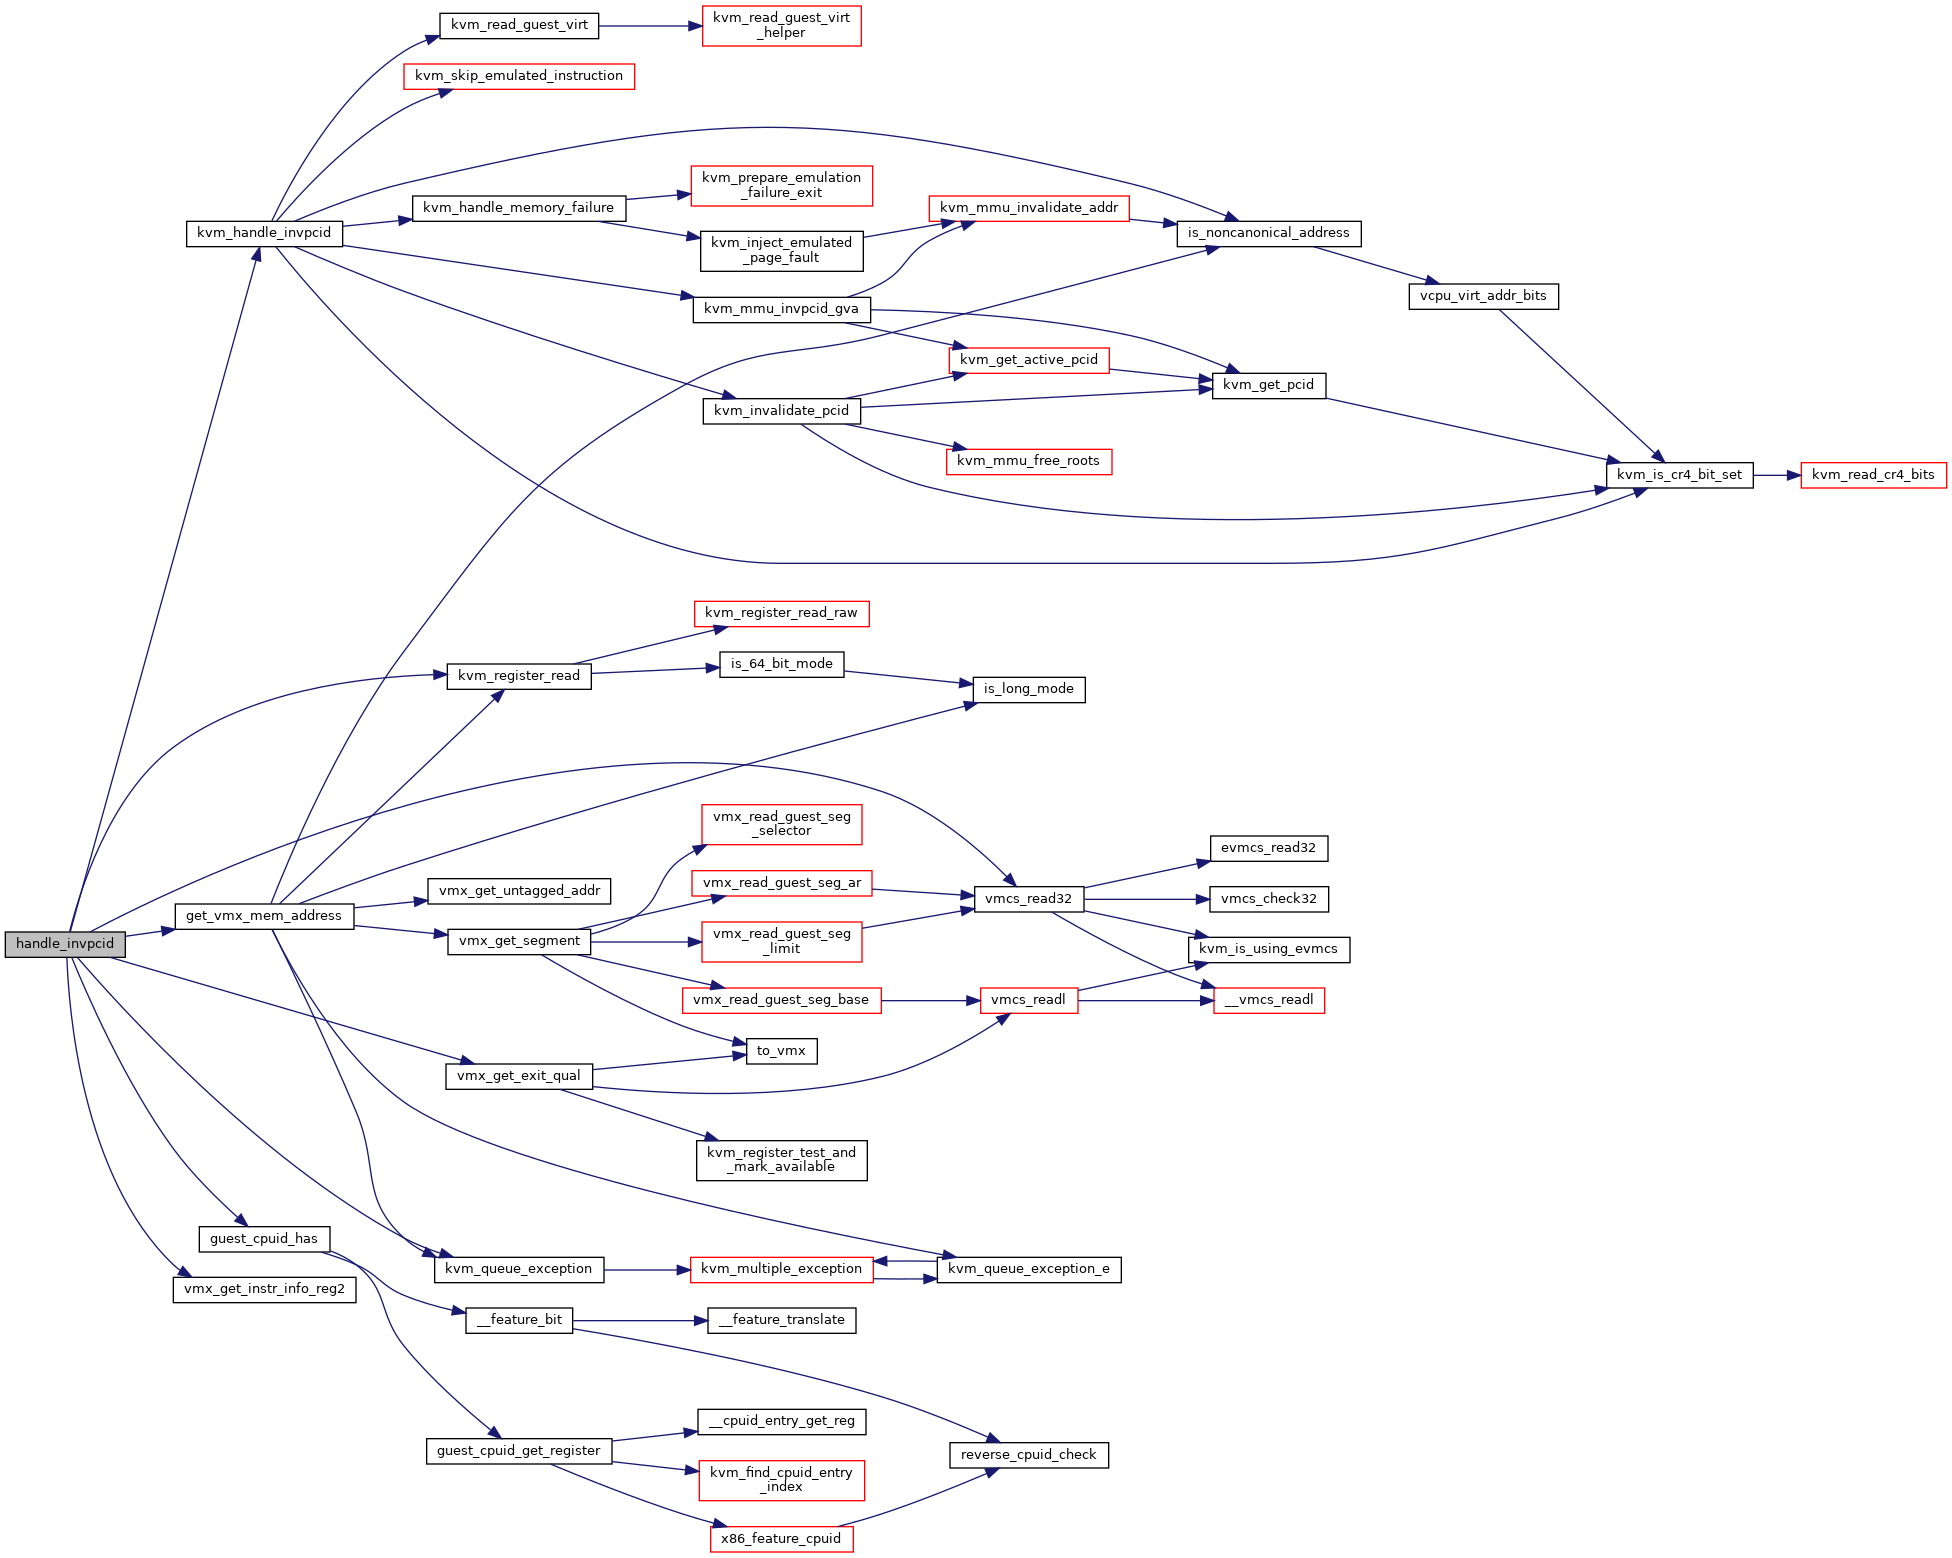 kvm_read_guest_virt
kvm_read_guest_virt
_helper
kvm_skip_emulated_instruction
kvm_prepare_emulation
_failure_exit
kvm_handle_memory_failure
kvm_mmu_invalidate_addr
kvm_handle_invpcid
kvm_inject_emulated
_page_fault
is_noncanonical_address
kvm_mmu_invpcid_gva
vcpu_virt_addr_bits
kvm_get_active_pcid
kvm_get_pcid
kvm_invalidate_pcid
kvm_mmu_free_roots
kvm_is_cr4_bit_set
kvm_read_cr4_bits
kvm_register_read_raw
kvm_register_read
is_64_bit_mode
is_long_mode
vmx_read_guest_seg
_selector
evmcs_read32
vmx_get_untagged_addr
vmx_read_guest_seg_ar
vmcs_read32
vmcs_check32
get_vmx_mem_address
handle_invpcid
vmx_get_segment
vmx_read_guest_seg
_limit
kvm_is_using_evmcs
vmx_read_guest_seg_base
vmcs_readl
__vmcs_readl
to_vmx
vmx_get_exit_qual
kvm_register_test_and
_mark_available
guest_cpuid_has
kvm_queue_exception
kvm_multiple_exception
kvm_queue_exception_e
vmx_get_instr_info_reg2
__feature_bit
__feature_translate
__cpuid_entry_get_reg
guest_cpuid_get_register
reverse_cpuid_check
kvm_find_cpuid_entry
_index
x86_feature_cpuid